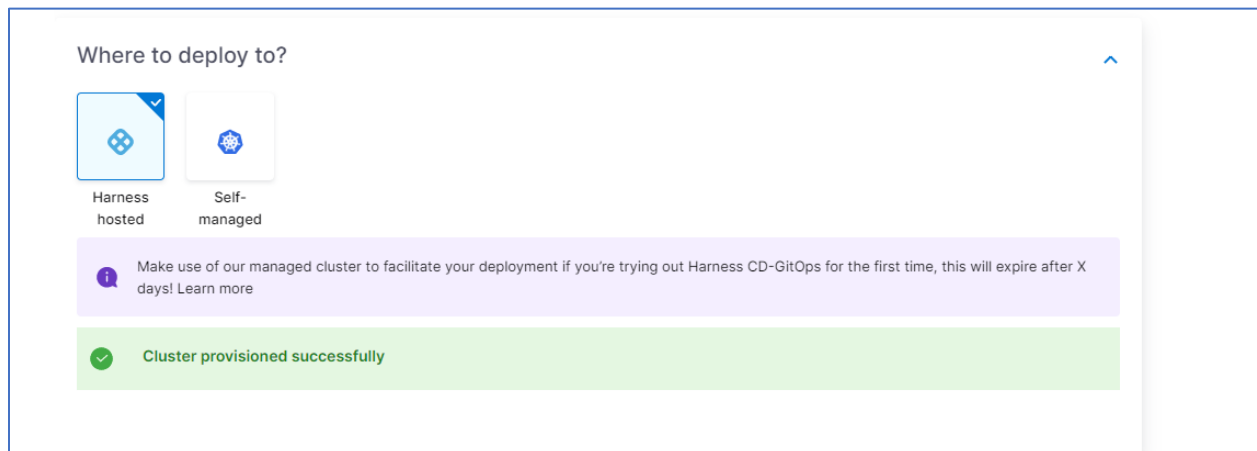 Where to deploy to?
Harness
hosted
Self-
managed
Make use of our managed cluster to facilitate your deployment if you’re trying out Harness CD-GitOps for the first time, this will expire after X
days! Learn more
Cluster provisioned successfully